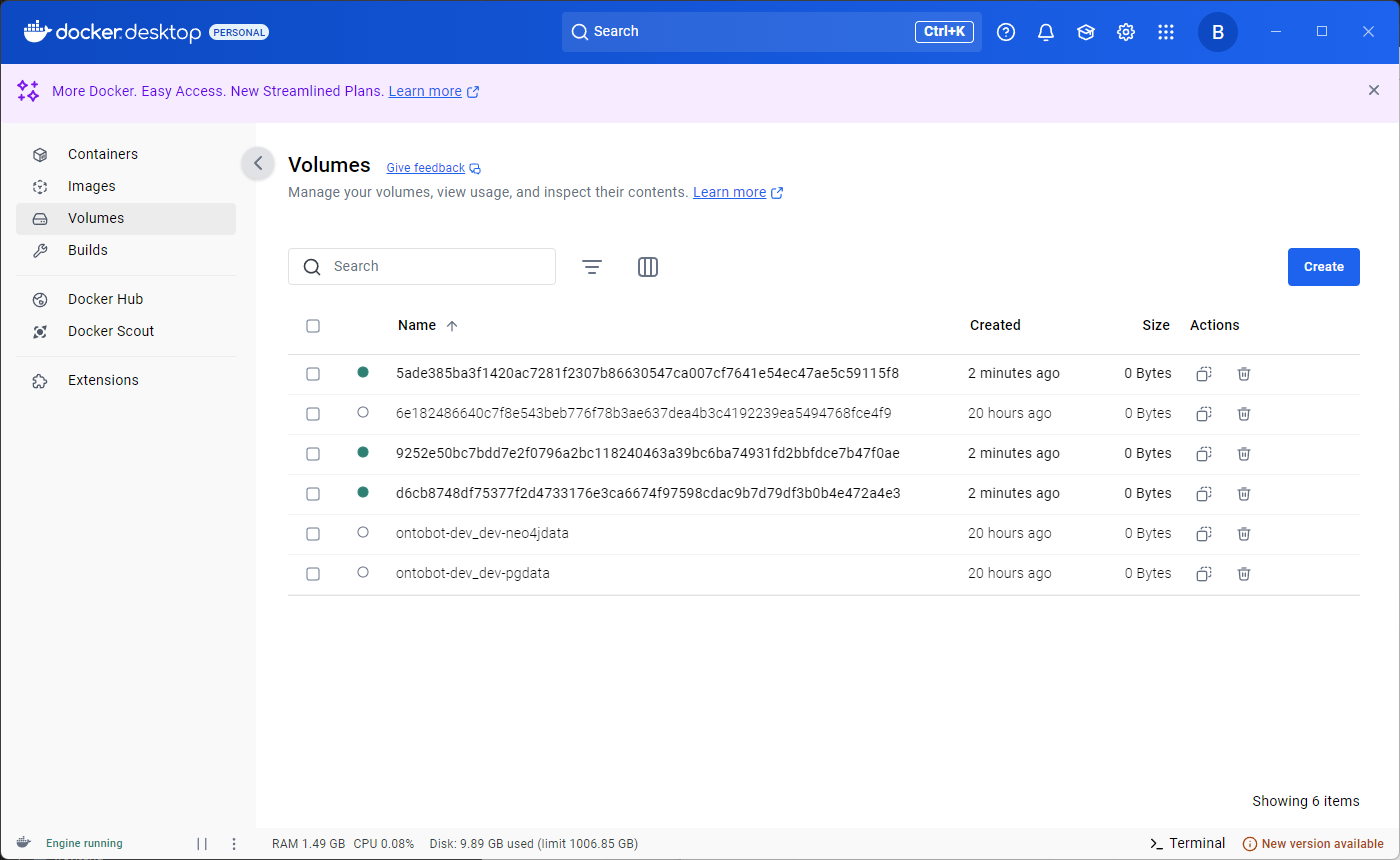 docker desktop PERSONAL
Search Ctrl+K
B
More Docker. Easy Access. New Streamlined Plans. Learn more
Containers
Images
Volumes
Builds
Docker Hub
Docker Scout
Extensions
Volumes Give feedback
Manage your volumes, view usage, and inspect their contents. Learn more
Search
Create
Name Created Size Actions
5ade385ba3f1420ac7281f2307b86630547ca007cf7641e54ec47ae5c59115f8 2 minutes ago 0 Bytes
6e182486640c7f8e543beb776f78b3ae637dea4b3c4192239ea5494768fce4f9 20 hours ago 0 Bytes
9252e50bc7bdd7e2f0796a2bc118240463a39bc6ba74931fd2bbfdce7b47f0ae 2 minutes ago 0 Bytes
d6cb8748df75377f2d4733176e3ca6674f97598cdac9b7d79df3b0b4e472a4e3 2 minutes ago 0 Bytes
ontobot-dev_dev-neo4jdata 20 hours ago 0 Bytes
ontobot-dev_dev-pgdata 20 hours ago 0 Bytes
Showing 6 items
Engine running RAM 1.49 GB CPU 0.08% Disk: 9.89 GB used (limit 1006.85 GB) Terminal New version available